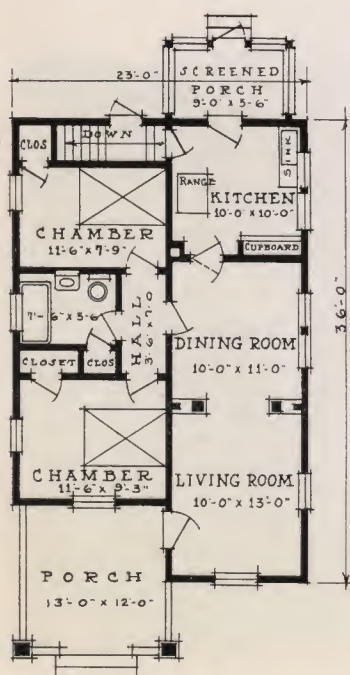 23'-0"
SCREENED
PORCH
9'-0" x 5'-6"
CLOS
DOWN
SINK
RANGE
KITCHEN
10'-0" x 10'-0"
CUPBOARD
CHAMBER
11'-6" x 7'-9"
36'-0"
7'-6" x 5'-6"
HALL
3'-6" x 7'-0
DINING ROOM
10'-0" x 11'-0"
CLOSET
CLOS
CHAMBER
11'-6" x 9'-3"
LIVING ROOM
10'-0" x 13'-0"
PORCH
13'-0" x 12'-0"